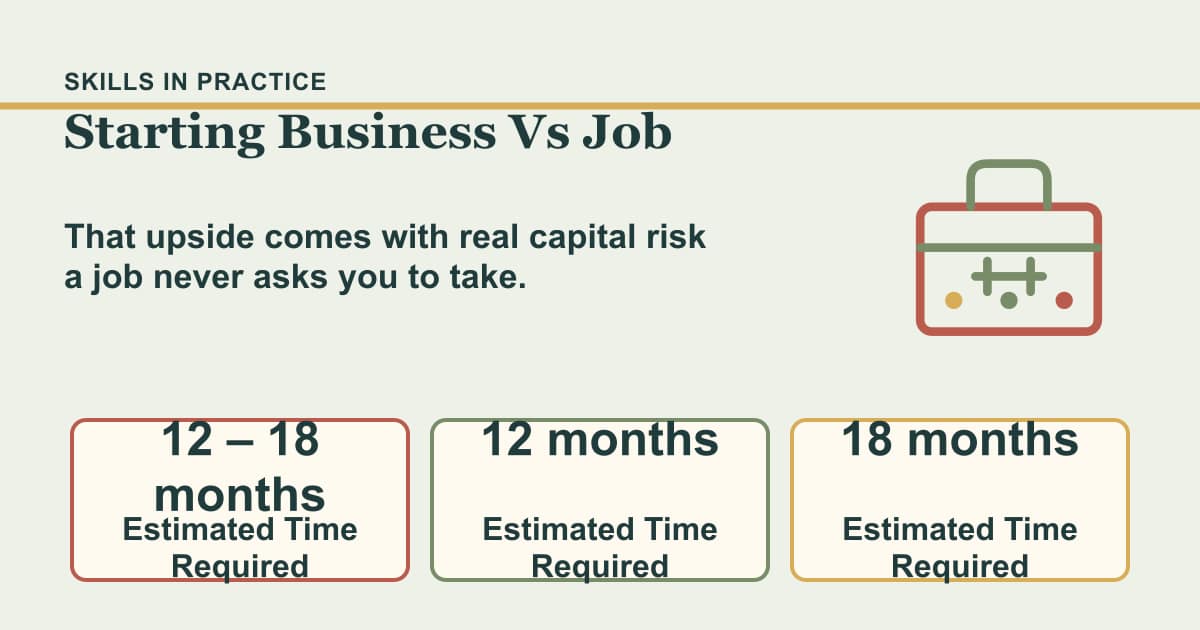 SKILLS IN PRACTICE
Starting Business Vs Job
That upside comes with real capital risk
a job never asks you to take.
12 – 18
months
Estimated Time
Required
12 months
Estimated Time
Required
18 months
Estimated Time
Required